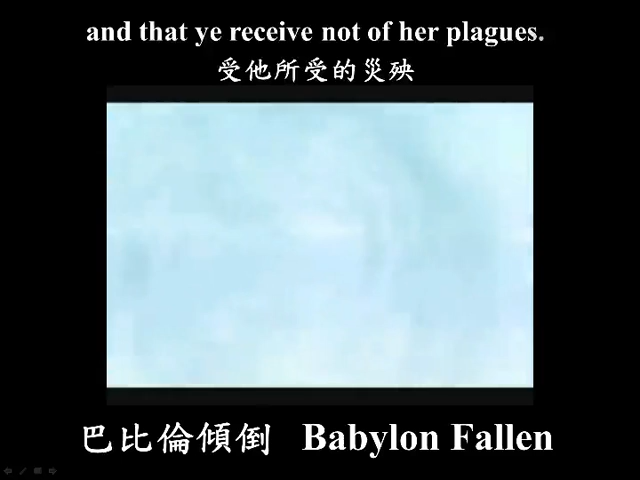 and that ye receive not of her plagues.
受他所受的災殃
巴比倫傾倒 Babylon Fallen